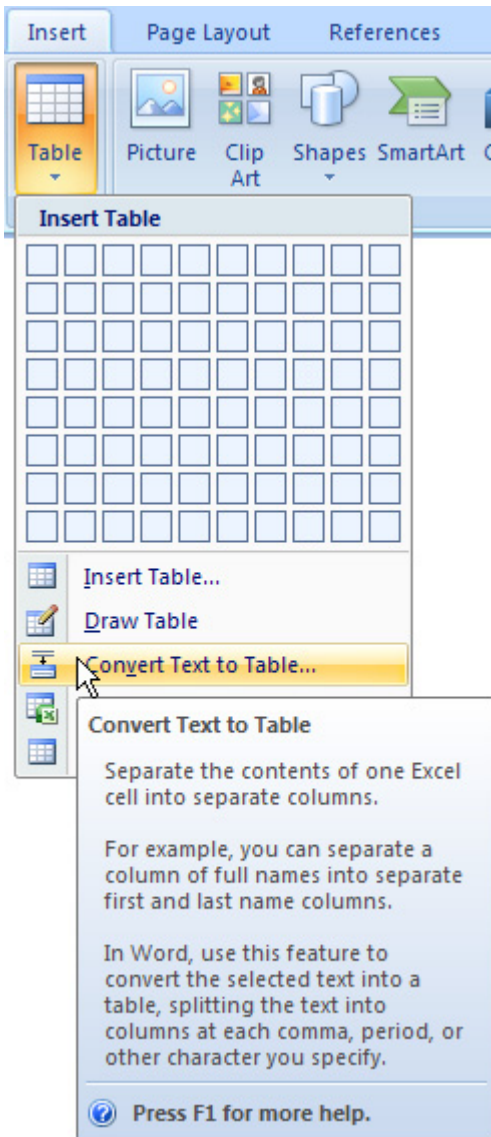 Insert Page Layout References
Table Picture Clip Art Shapes SmartArt
Insert Table
Insert Table...
Draw Table
Convert Text to Table...
Convert Text to Table
Separate the contents of one Excel
cell into separate columns.
For example, you can separate a
column of full names into separate
first and last name columns.
In Word, use this feature to
convert the selected text into a
table, splitting the text into
columns at each comma, period, or
other character you specify.
Press F1 for more help.